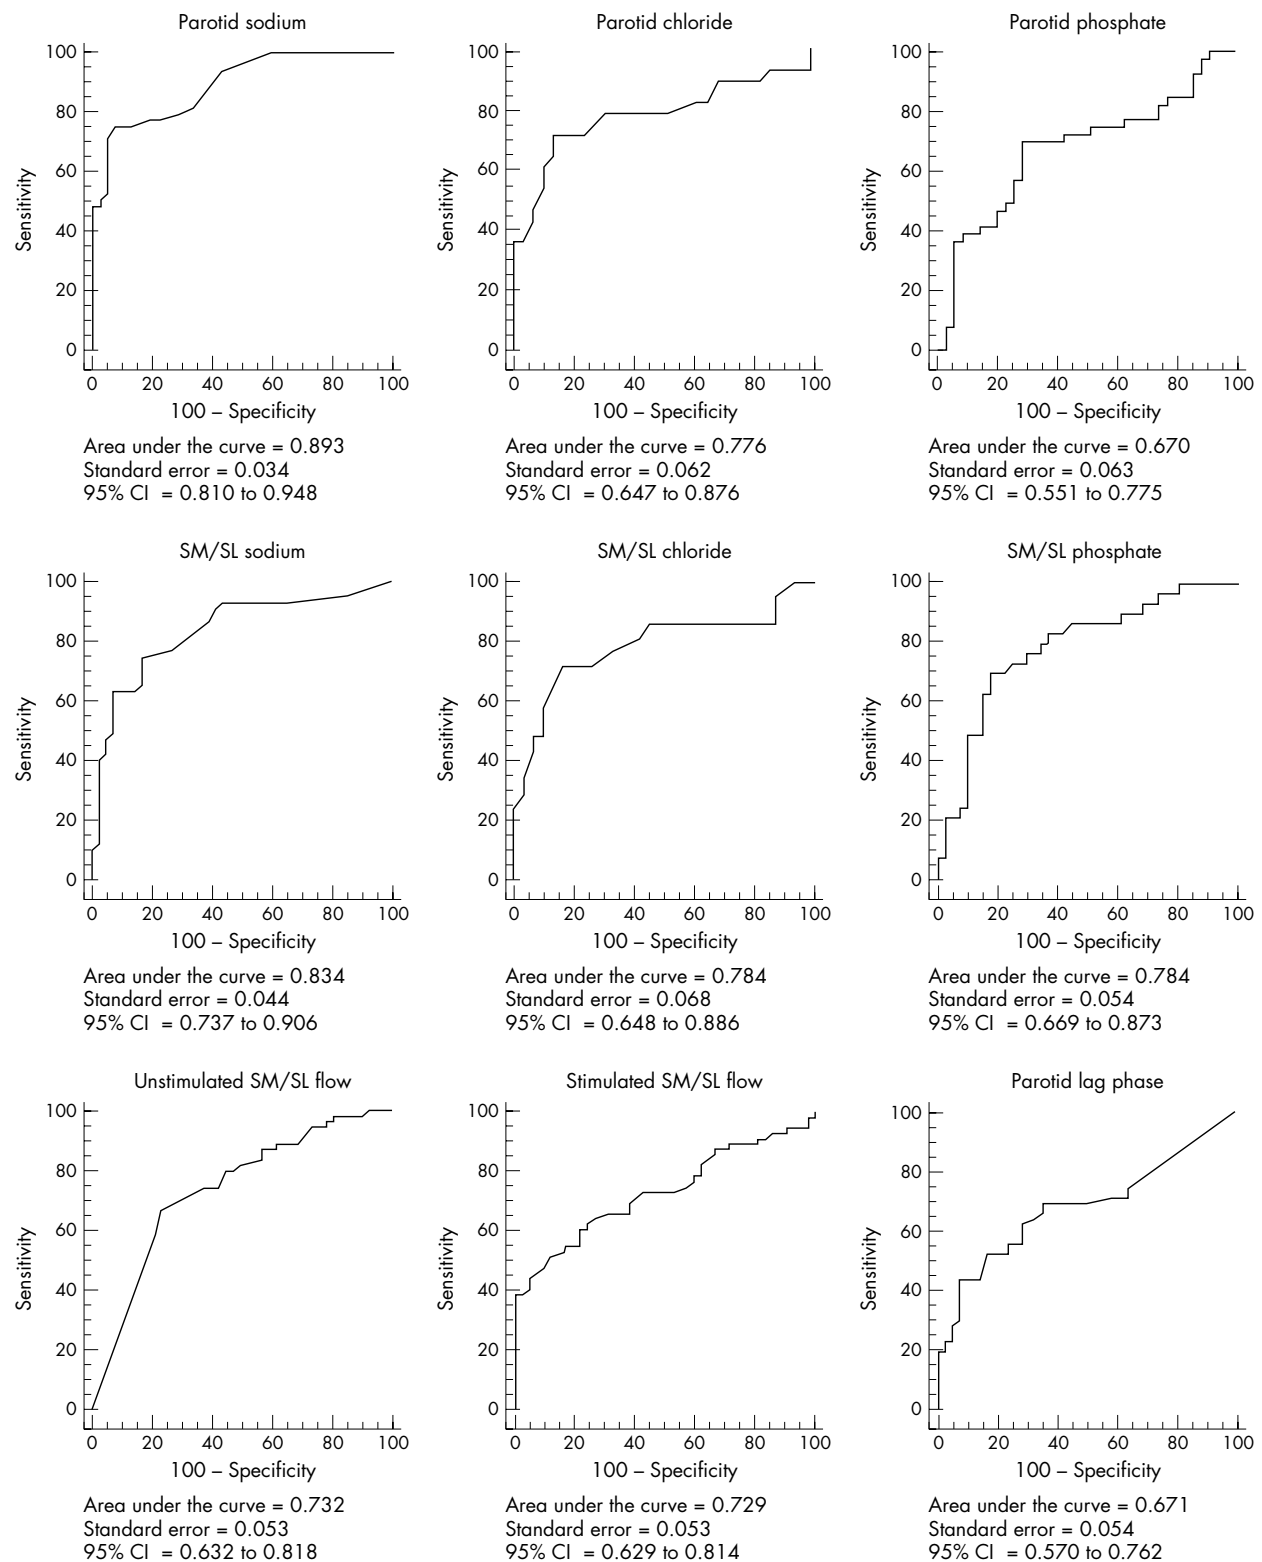 Parotid sodium
100
80
60
40
20
0
Sensitivity
0 20 40 60 80 100
100 – Specificity
Area under the curve = 0.893
Standard error = 0.034
95% CI = 0.810 to 0.948
Parotid chloride
100
80
60
40
20
0
Sensitivity
0 20 40 60 80 100
100 – Specificity
Area under the curve = 0.776
Standard error = 0.062
95% CI = 0.647 to 0.876
Parotid phosphate
100
80
60
40
20
0
Sensitivity
0 20 40 60 80 100
100 – Specificity
Area under the curve = 0.670
Standard error = 0.063
95% CI = 0.551 to 0.775
SM/SL sodium
100
80
60
40
20
0
Sensitivity
0 20 40 60 80 100
100 – Specificity
Area under the curve = 0.834
Standard error = 0.044
95% CI = 0.737 to 0.906
SM/SL chloride
100
80
60
40
20
0
Sensitivity
0 20 40 60 80 100
100 – Specificity
Area under the curve = 0.784
Standard error = 0.068
95% CI = 0.648 to 0.886
SM/SL phosphate
100
80
60
40
20
0
Sensitivity
0 20 40 60 80 100
100 – Specificity
Area under the curve = 0.784
Standard error = 0.054
95% CI = 0.669 to 0.873
Unstimulated SM/SL flow
100
80
60
40
20
0
Sensitivity
0 20 40 60 80 100
100 – Specificity
Area under the curve = 0.732
Standard error = 0.053
95% CI = 0.632 to 0.818
Stimulated SM/SL flow
100
80
60
40
20
0
Sensitivity
0 20 40 60 80 100
100 – Specificity
Area under the curve = 0.729
Standard error = 0.053
95% CI = 0.629 to 0.814
Parotid lag phase
100
80
60
40
20
0
Sensitivity
0 20 40 60 80 100
100 – Specificity
Area under the curve = 0.671
Standard error = 0.054
95% CI = 0.570 to 0.762